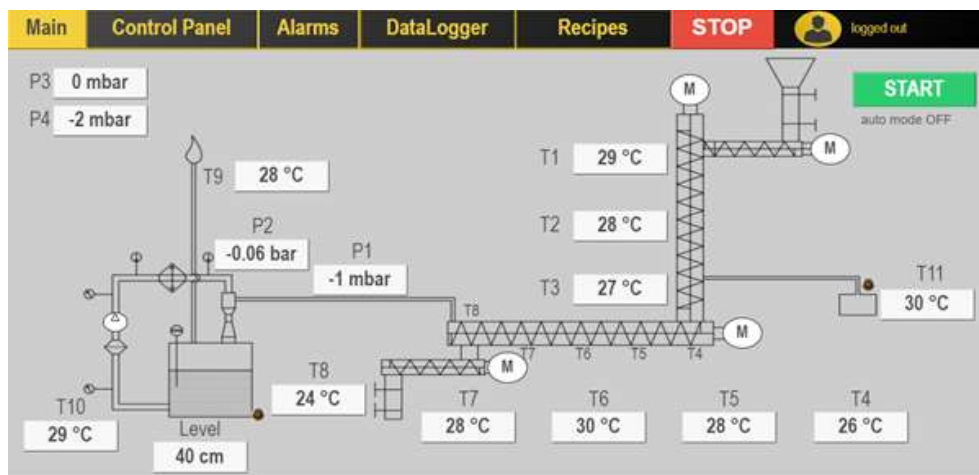 Main Control Panel Alarms DataLogger Recipes STOP logged out
P3 0 mbar
P4 -2 mbar
START
auto mode OFF
M
M
T1 29 °C
T9 28 °C
T2 28 °C
P2
-0.06 bar
P1
-1 mbar
T3 27 °C
T11
30 °C
T8
M
T7 T6 T5 T4
M
T8
24 °C
T10
29 °C
Level
40 cm
T7
28 °C
T6
30 °C
T5
28 °C
T4
26 °C